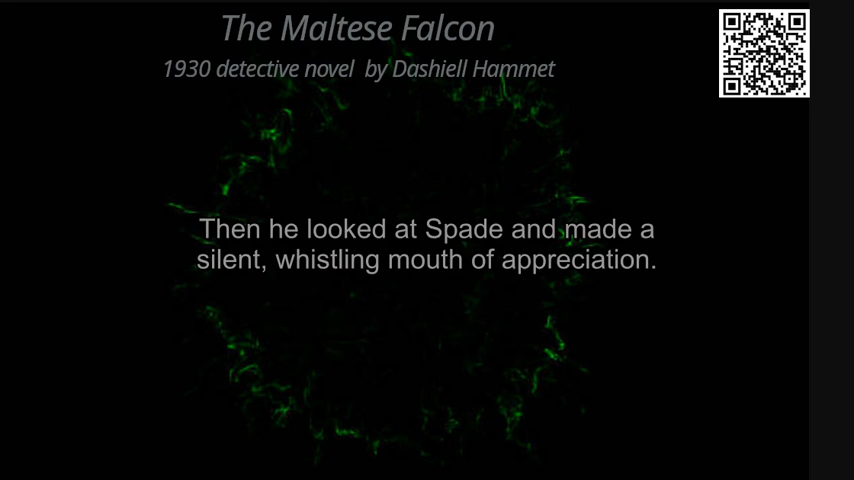 The Maltese Falcon
1930 detective novel by Dashiell Hammet
Then he looked at Spade and made a
silent, whistling mouth of appreciation.